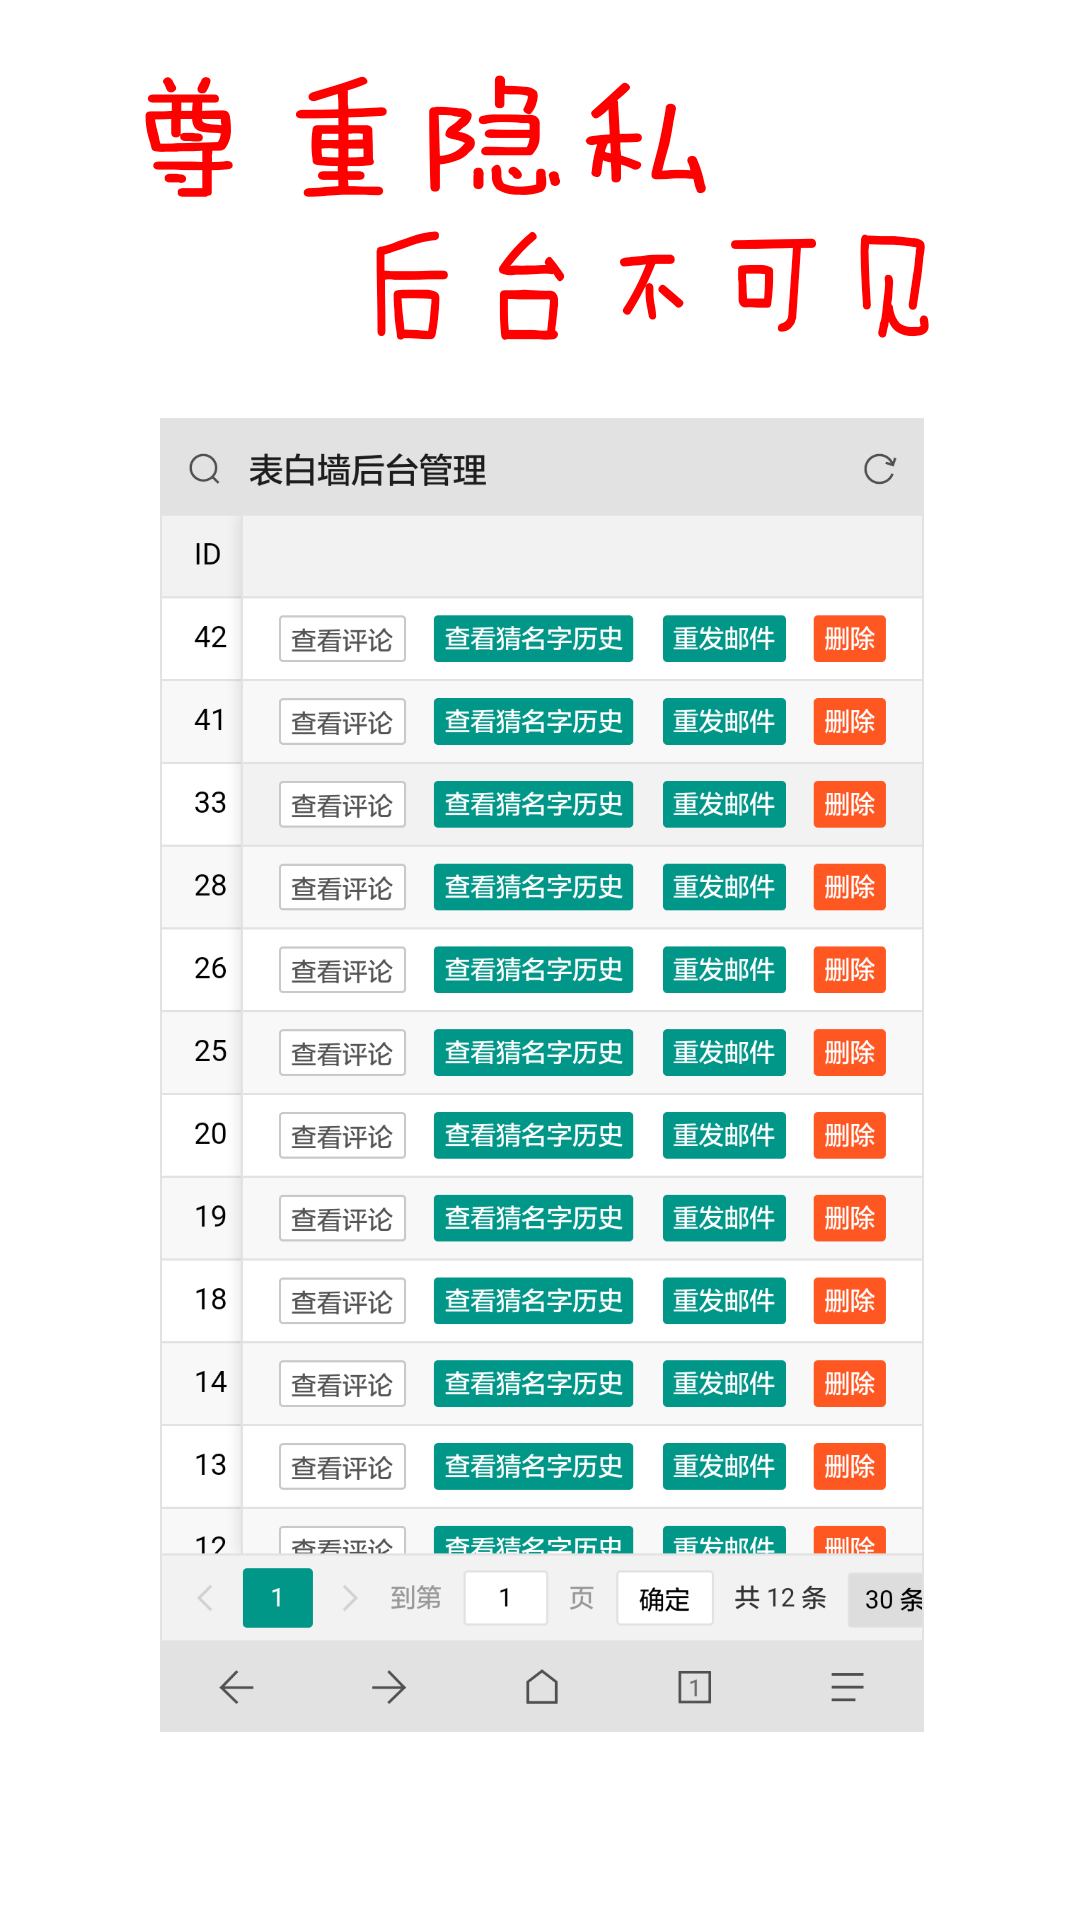 尊重隐私
后台不可见
表白墙后台管理
ID
42 查看评论 查看猜名字历史 重发邮件 删除
41 查看评论 查看猜名字历史 重发邮件 删除
33 查看评论 查看猜名字历史 重发邮件 删除
28 查看评论 查看猜名字历史 重发邮件 删除
26 查看评论 查看猜名字历史 重发邮件 删除
25 查看评论 查看猜名字历史 重发邮件 删除
20 查看评论 查看猜名字历史 重发邮件 删除
19 查看评论 查看猜名字历史 重发邮件 删除
18 查看评论 查看猜名字历史 重发邮件 删除
14 查看评论 查看猜名字历史 重发邮件 删除
13 查看评论 查看猜名字历史 重发邮件 删除
12 查看评论 查看猜名字历史 重发邮件 删除
1 到第 1 页 确定 共 12 条 30 条
1